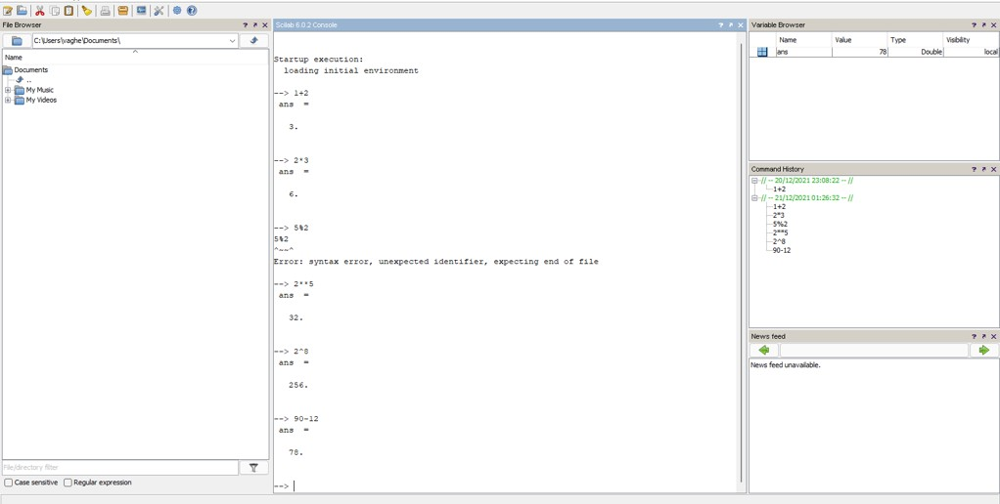 File Browser
C:\Users\vaghe\Documents\
Name
Documents
..
My Music
My Videos
File/directory filter
Case sensitive
Regular expression
Scilab 6.0.2 Console
Startup execution:
loading initial environment
--> 1+2
ans =
3.
--> 2*3
ans =
6.
--> 5%2
5%2
^~~^
Error: syntax error, unexpected identifier, expecting end of file
--> 2**5
ans =
32.
--> 2^8
ans =
256.
--> 90-12
ans =
78.
-->
Variable Browser
Name Value Type Visibility
ans 78 Double local
Command History
// -- 20/12/2021 23:08:22 -- //
1+2
// -- 21/12/2021 01:26:32 -- //
1+2
2*3
5%2
2**5
2^8
90-12
News feed
News feed unavailable.